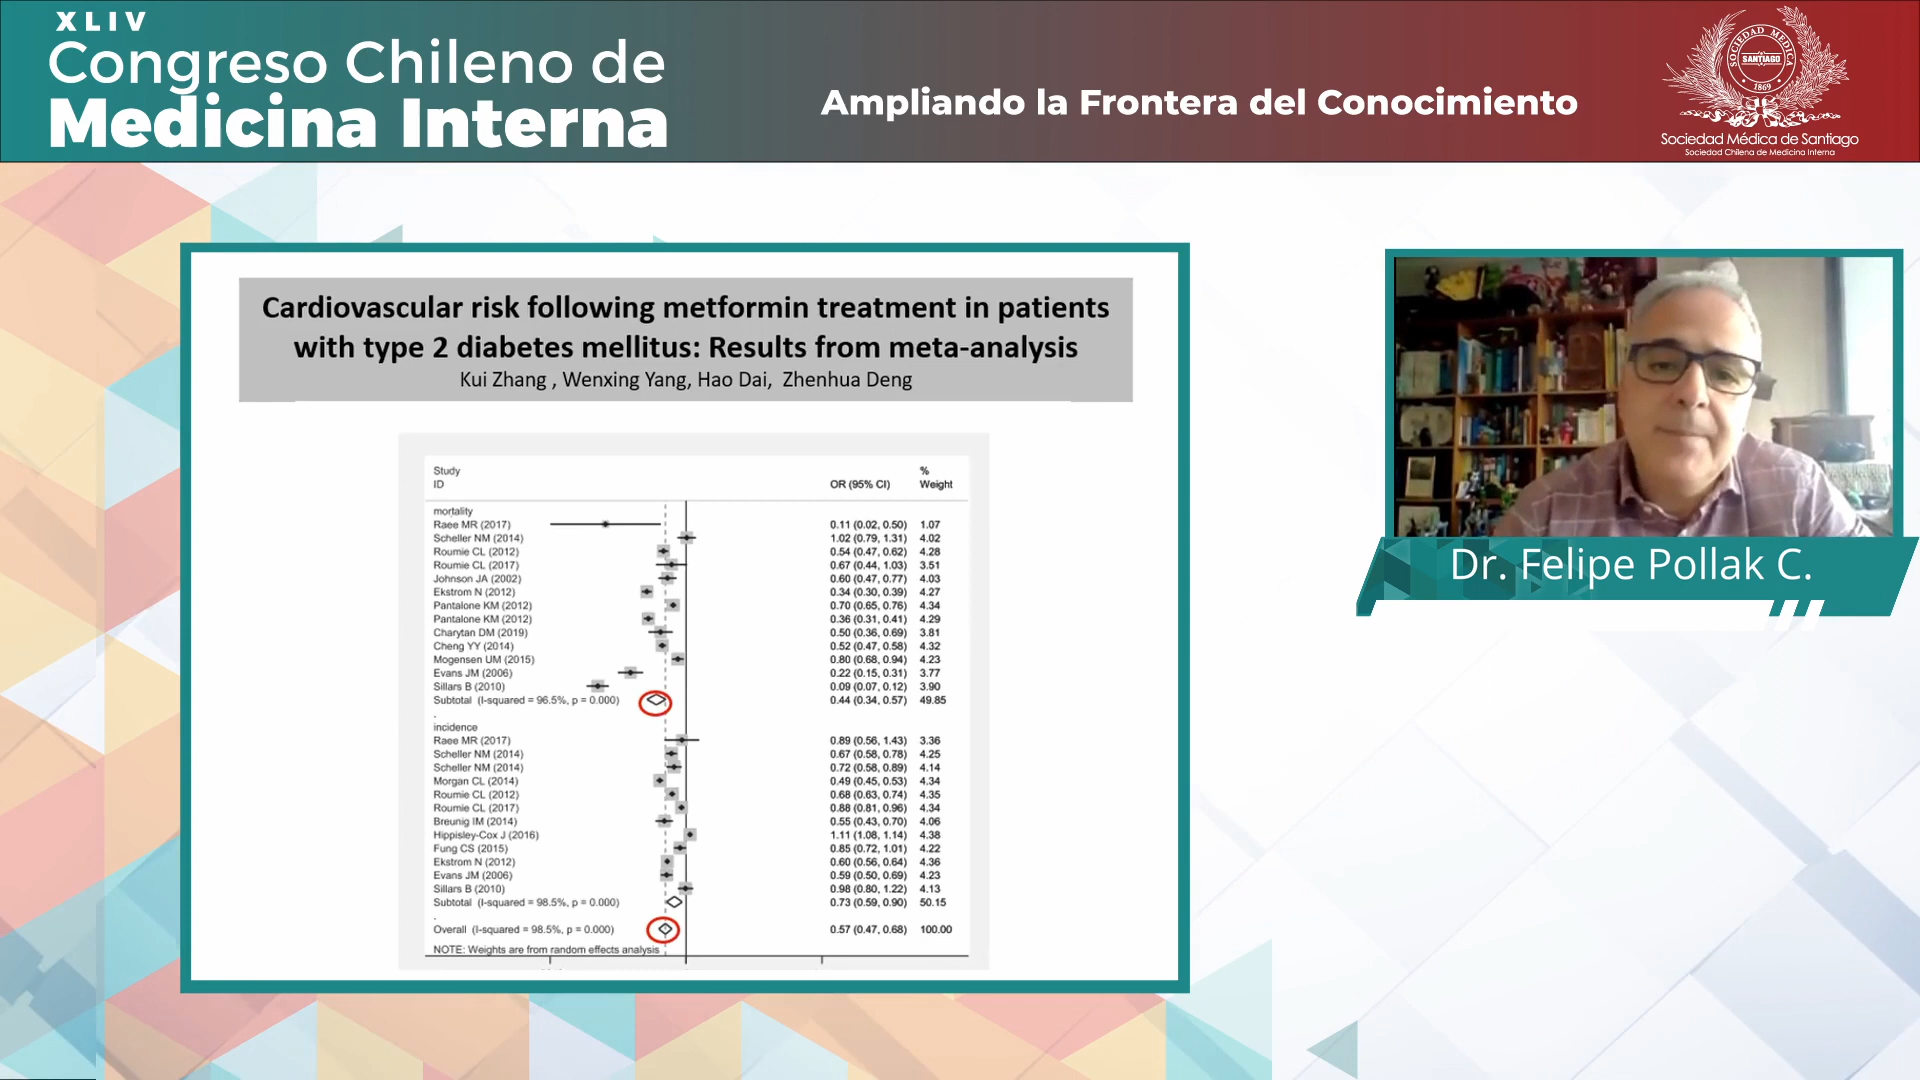 XLIV
Congreso Chileno de
Medicina Interna
Ampliando la Frontera del Conocimiento
SOCIEDAD MEDICA
SANTIAGO
1869
Sociedad Médica de Santiago
Sociedad Chilena de Medicina Interna
Cardiovascular risk following metformin treatment in patients
with type 2 diabetes mellitus: Results from meta-analysis
Kui Zhang , Wenxing Yang, Hao Dai, Zhenhua Deng
Study %
ID OR (95% CI) Weight
mortality
Raee MR (2017) 0.11 (0.02, 0.50) 1.07
Scheller NM (2014) 1.02 (0.79, 1.31) 4.02
Roumie CL (2012) 0.54 (0.47, 0.62) 4.28
Roumie CL (2017) 0.67 (0.44, 1.03) 3.51
Johnson JA (2002) 0.60 (0.47, 0.77) 4.03
Ekstrom N (2012) 0.34 (0.30, 0.39) 4.27
Pantalone KM (2012) 0.70 (0.65, 0.76) 4.34
Pantalone KM (2012) 0.36 (0.31, 0.41) 4.29
Charytan DM (2019) 0.50 (0.36, 0.69) 3.81
Cheng YY (2014) 0.52 (0.47, 0.58) 4.32
Mogensen UM (2015) 0.80 (0.68, 0.94) 4.23
Evans JM (2006) 0.22 (0.15, 0.31) 3.77
Sillars B (2010) 0.09 (0.07, 0.12) 3.90
Subtotal (I-squared = 96.5%, p = 0.000) 0.44 (0.34, 0.57) 49.85
.
incidence
Raee MR (2017) 0.89 (0.56, 1.43) 3.36
Scheller NM (2014) 0.67 (0.58, 0.78) 4.25
Scheller NM (2014) 0.72 (0.58, 0.89) 4.14
Morgan CL (2014) 0.49 (0.45, 0.53) 4.34
Roumie CL (2012) 0.68 (0.63, 0.74) 4.35
Roumie CL (2017) 0.88 (0.81, 0.96) 4.34
Breunig IM (2014) 0.55 (0.43, 0.70) 4.06
Hippisley-Cox J (2016) 1.11 (1.08, 1.14) 4.38
Fung CS (2015) 0.85 (0.72, 1.01) 4.22
Ekstrom N (2012) 0.60 (0.56, 0.64) 4.36
Evans JM (2006) 0.59 (0.50, 0.69) 4.23
Sillars B (2010) 0.98 (0.80, 1.22) 4.13
Subtotal (I-squared = 98.5%, p = 0.000) 0.73 (0.59, 0.90) 50.15
.
Overall (I-squared = 98.5%, p = 0.000) 0.57 (0.47, 0.68) 100.00
NOTE: Weights are from random effects analysis
Dr. Felipe Pollak C.